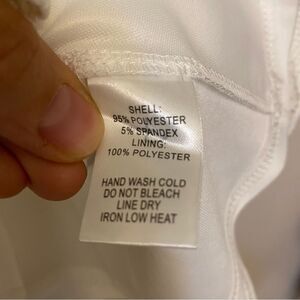 SHELL:
95% POLYESTER
5% SPANDEX
LINING:
100% POLYESTER
HAND WASH COLD
DO NOT BLEACH
LINE DRY
IRON LOW HEAT